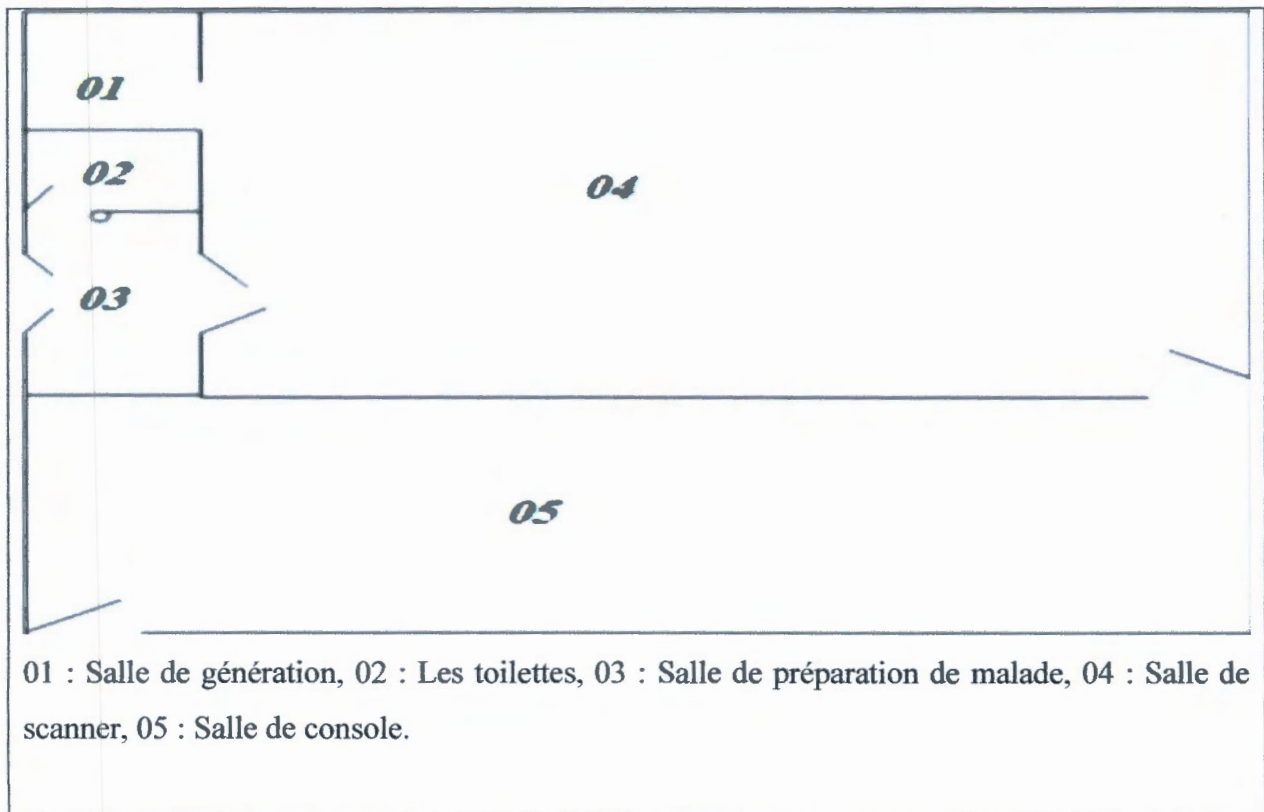 01
02
04
03
05
01 : Salle de génération, 02 : Les toilettes, 03 : Salle de préparation de malade, 04 : Salle de
scanner, 05 : Salle de console.